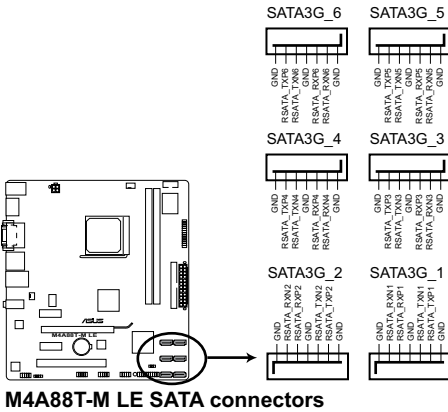 SATA3G_6
GND
RSATA_TXP6
RSATA_TXN6
GND
RSATA_RXP6
RSATA_RXN6
GND
SATA3G_5
GND
RSATA_TXP5
RSATA_TXN5
GND
RSATA_RXP5
RSATA_RXN5
GND
SATA3G_4
GND
RSATA_TXP4
RSATA_TXN4
GND
RSATA_RXP4
RSATA_RXN4
GND
SATA3G_3
GND
RSATA_TXP3
RSATA_TXN3
GND
RSATA_RXP3
RSATA_RXN3
GND
SATA3G_2
GND
RSATA_RXN2
RSATA_RXP2
GND
RSATA_TXN2
RSATA_TXP2
GND
SATA3G_1
GND
RSATA_RXN1
RSATA_RXP1
GND
RSATA_TXN1
RSATA_TXP1
GND
ASUS
M4A88T-M LE
M4A88T-M LE SATA connectors